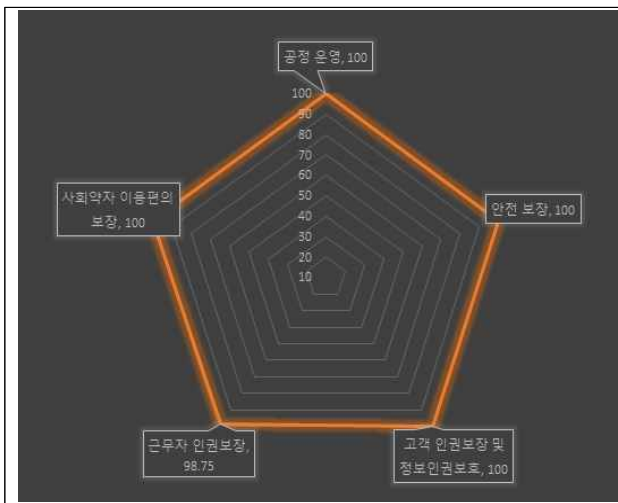 공정 운영, 100
100
90
80
70
60
50
40
30
20
10
사회약자 이용편의
보장, 100
안전 보장, 100
근무자 인권보장,
98.75
고객 인권보장 및
정보인권보호, 100